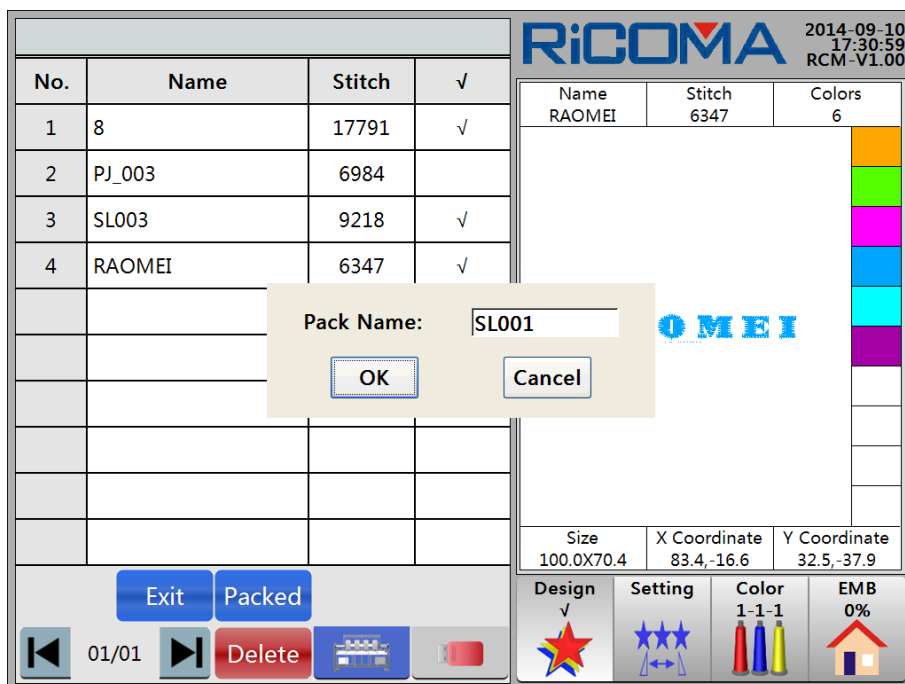 RiCOMA
2014-09-10
17:30:59
RCM-V1.00
No. Name Stitch √
1 8 17791 √
2 PJ_003 6984
3 SL003 9218 √
4 RAOMEI 6347 √
Name Stitch Colors
RAOMEI 6347 6
Pack Name: SL001
OK Cancel
O MEI
Size X Coordinate Y Coordinate
100.0X70.4 83.4,-16.6 32.5,-37.9
Exit Packed
01/01 Delete
Design Setting Color EMB
√ 1-1-1 0%